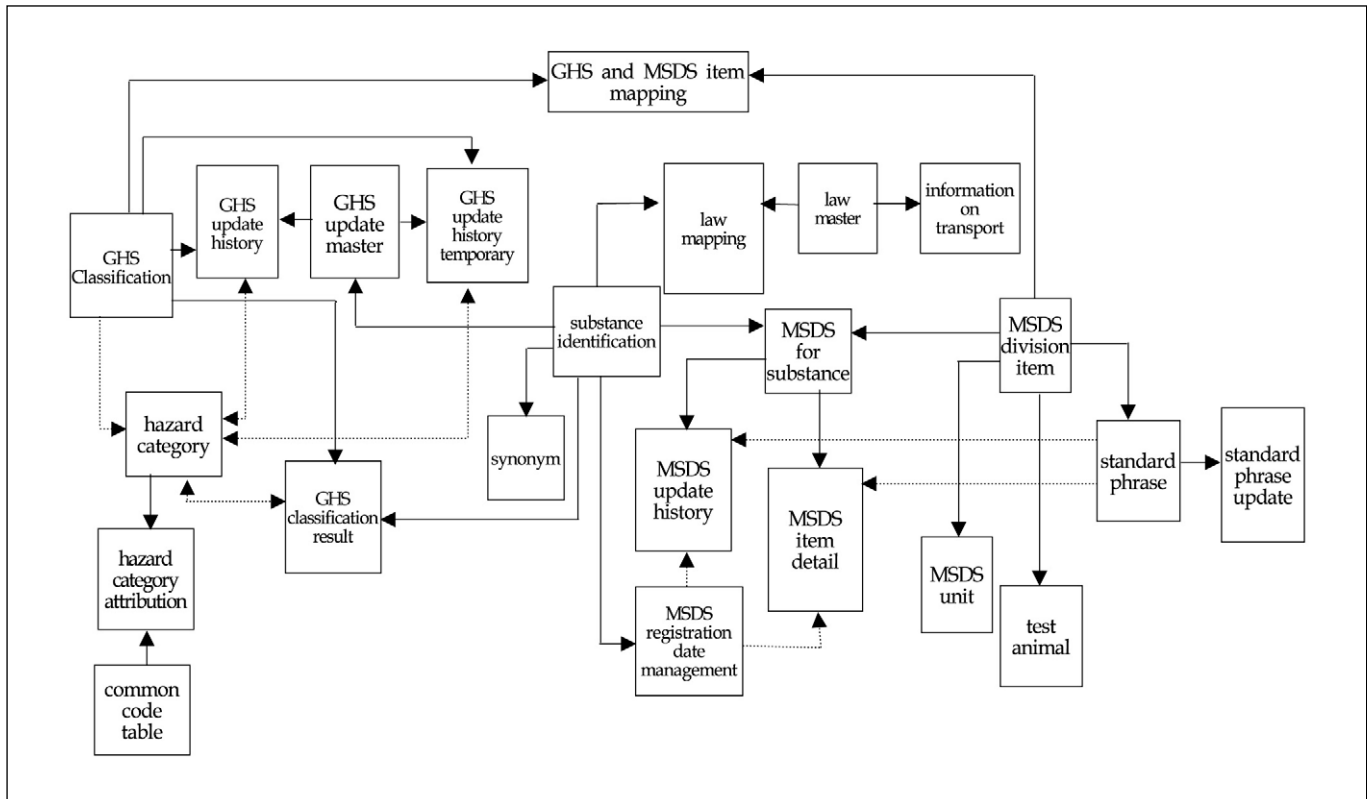 GHS and MSDS item
mapping
GHS
update
history
GHS
update
master
GHS
update
history
temporary
law
mapping
law
master
information
on
transport
GHS
Classification
substance
identification
MSDS
for
substance
MSDS
division
item
hazard
category
synonym
GHS
classification
result
MSDS
update
history
MSDS
item
detail
standard
phrase
standard
phrase
update
hazard
category
attribution
MSDS
unit
test
animal
MSDS
registration
date
management
common
code
table